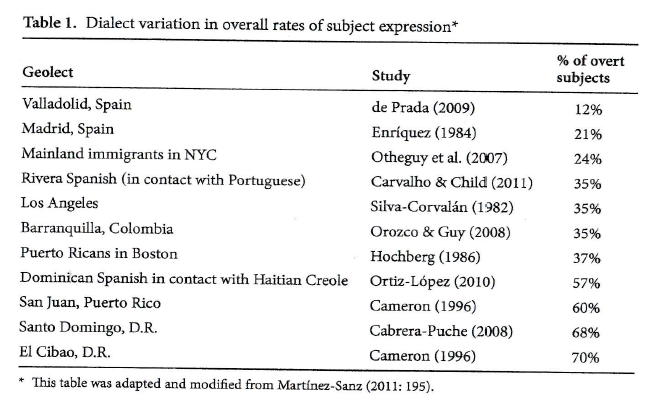 Table 1. Dialect variation in overall rates of subject expression*
Geolect Study % of overt subjects
Valladolid, Spain de Prada (2009) 12%
Madrid, Spain Enríquez (1984) 21%
Mainland immigrants in NYC Otheguy et al. (2007) 24%
Rivera Spanish (in contact with Portuguese) Carvalho & Child (2011) 35%
Los Angeles Silva-Corvalán (1982) 35%
Barranquilla, Colombia Orozco & Guy (2008) 35%
Puerto Ricans in Boston Hochberg (1986) 37%
Dominican Spanish in contact with Haitian Creole Ortiz-López (2010) 57%
San Juan, Puerto Rico Cameron (1996) 60%
Santo Domingo, D.R. Cabrera-Puche (2008) 68%
El Cibao, D.R. Cameron (1996) 70%
* This table was adapted and modified from Martínez-Sanz (2011: 195).